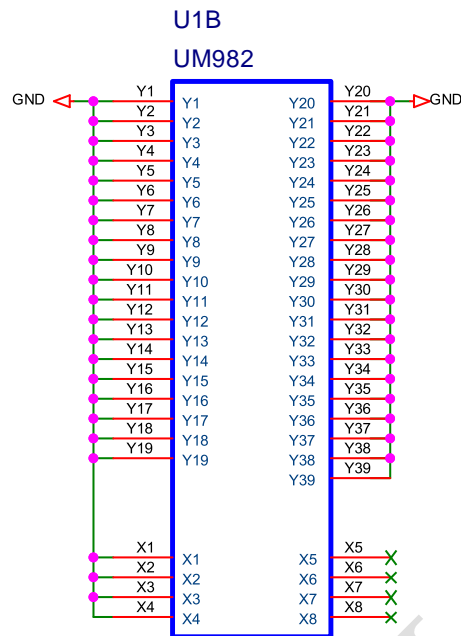 U1B
UM982
GND Y1 Y1 Y20 Y20 GND
Y2 Y2 Y21 Y21
Y3 Y3 Y22 Y22
Y4 Y4 Y23 Y23
Y5 Y5 Y24 Y24
Y6 Y6 Y25 Y25
Y7 Y7 Y26 Y26
Y8 Y8 Y27 Y27
Y9 Y9 Y28 Y28
Y10 Y10 Y29 Y29
Y11 Y11 Y30 Y30
Y12 Y12 Y31 Y31
Y13 Y13 Y32 Y32
Y14 Y14 Y33 Y33
Y15 Y15 Y34 Y34
Y16 Y16 Y35 Y35
Y17 Y17 Y36 Y36
Y18 Y18 Y37 Y37
Y19 Y19 Y38 Y38
Y39 Y39
X1 X1 X5 X5
X2 X2 X6 X6
X3 X3 X7 X7
X4 X4 X8 X8